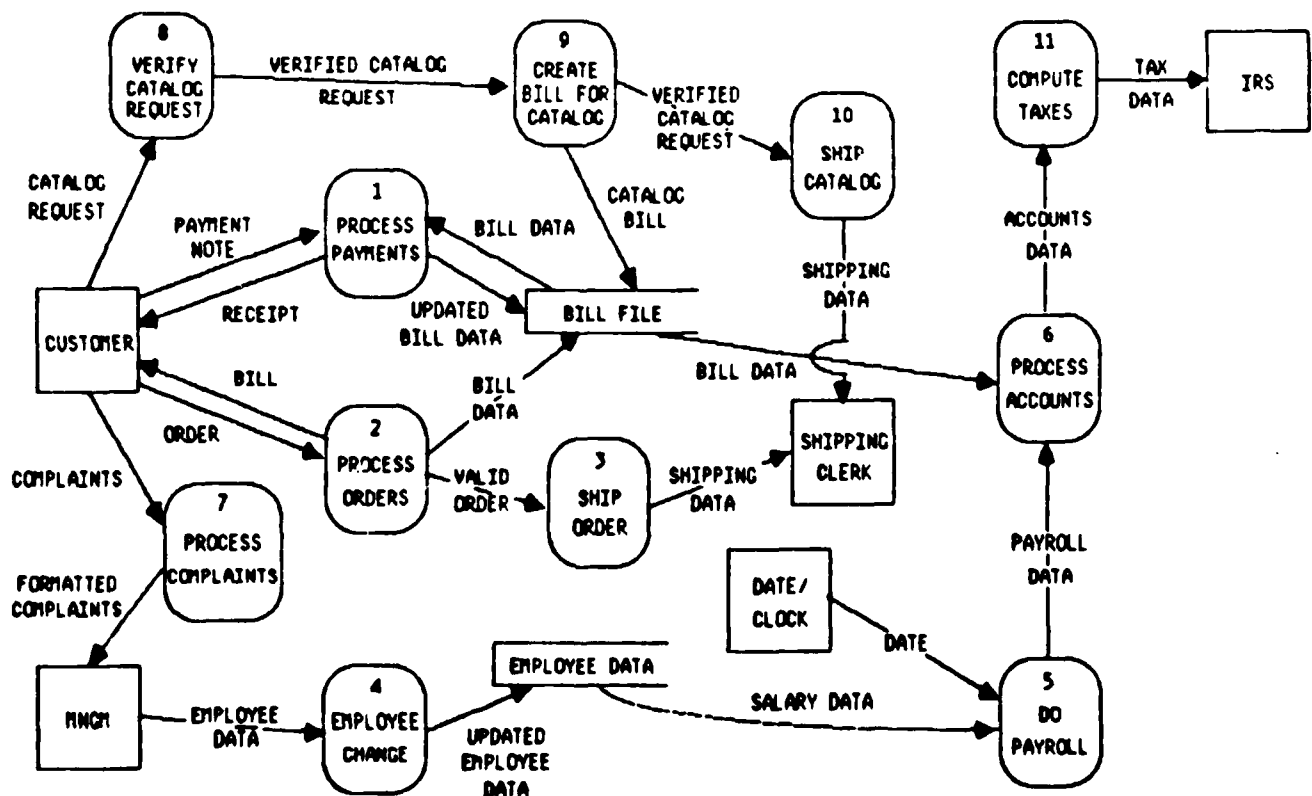 8
VERIFY
CATALOG
REQUEST
VERIFIED CATALOG
REQUEST
9
CREATE
BILL FOR
CATALOG
VERIFIED
CATALOG
REQUEST
10
SHIP
CATALOG
11
COMPUTE
TAXES
TAX
DATA
IRS
CATALOG
REQUEST
PAYMENT
NOTE
1
PROCESS
PAYMENTS
BILL DATA
CATALOG
BILL
SHIPPING
DATA
ACCOUNTS
DATA
CUSTOMER
RECEIPT
UPDATED
BILL DATA
BILL FILE
BILL DATA
6
PROCESS
ACCOUNTS
BILL
ORDER
BILL
DATA
2
PROCESS
ORDERS
VALID
ORDER
3
SHIP
ORDER
SHIPPING
DATA
SHIPPING
CLERK
COMPLAINTS
7
PROCESS
COMPLAINTS
FORMATTED
COMPLAINTS
DATE/
CLOCK
DATE
PAYROLL
DATA
MNGM
EMPLOYEE
DATA
4
EMPLOYEE
CHANGE
UPDATED
EMPLOYEE
DATA
EMPLOYEE DATA
SALARY DATA
5
DO
PAYROLL